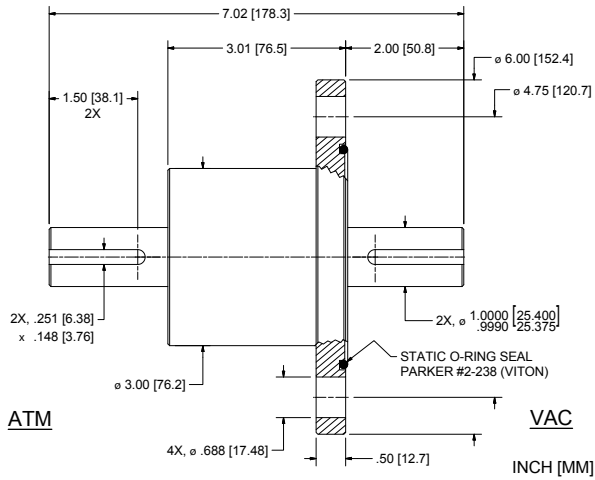 7.02 [178.3]
3.01 [76.5]
2.00 [50.8]
ø 6.00 [152.4]
1.50 [38.1]
2X
ø 4.75 [120.7]
2X, .251 [6.38]
x .148 [3.76]
2X, ø 1.0000 [25.400]
.9990 25.375
STATIC O-RING SEAL
PARKER #2-238 (VITON)
ø 3.00 [76.2]
ATM
VAC
4X, ø .688 [17.48]
.50 [12.7]
INCH [MM]